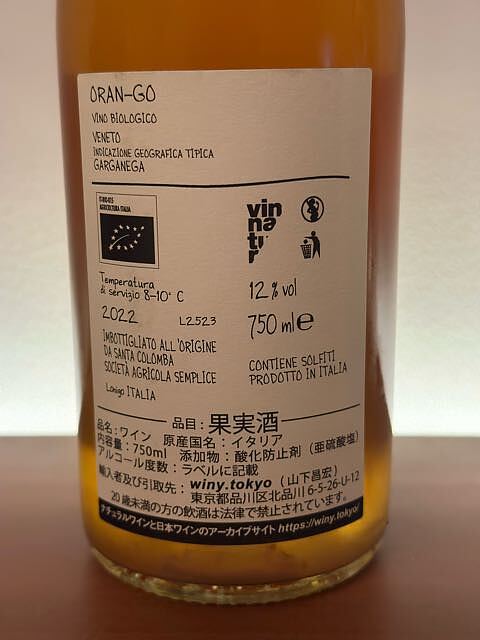 ORAN-GO
VINO BIOLOGICO
VENETO
INDICAZIONE GEOGRAFICA TIPICA
GARGANEGA
IT-BIO-015
AGRICOLTURA ITALIA
vin
na
tu
r
Temperatura
di servizio 8-10° C
12% vol
2022 L2523
750 ml e
IMBOTTIGLIATO ALL'ORIGINE
DA SANTA COLOMBA
SOCIETÀ AGRICOLA SEMPLICE
CONTIENE SOLFITI
PRODOTTO IN ITALIA
Lonigo ITALIA
品目: 果実酒
品名:ワイン 原産国名:イタリア
内容量:750ml 添加物:酸化防止剤(亜硫酸塩)
アルコール度数:ラベルに記載
輸入者及び引取先:winy.tokyo(山下昌宏)
東京都品川区北品川6-5-26-U-12
20歳未満の方の飲酒は法律で禁止されています。
ナチュラルワインと日本ワインのアーカイブサイト https://winy.tokyo/